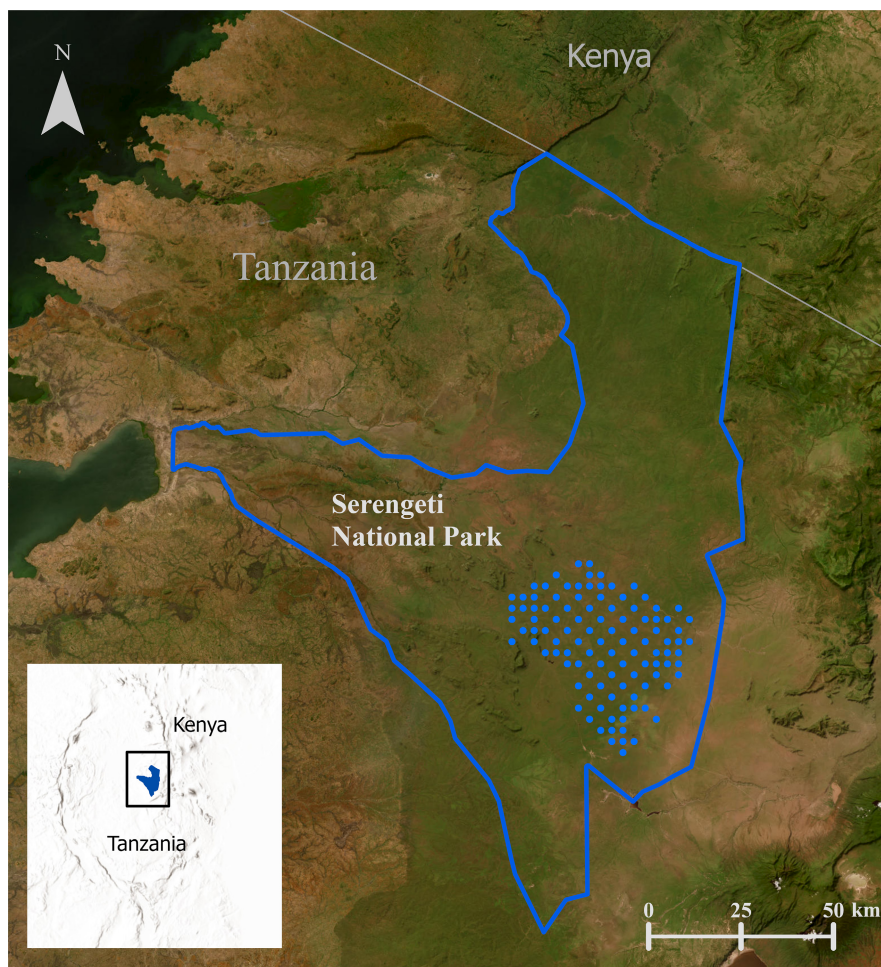 N
Kenya
Tanzania
Serengeti
National Park
Kenya
Tanzania
0 25 50 km